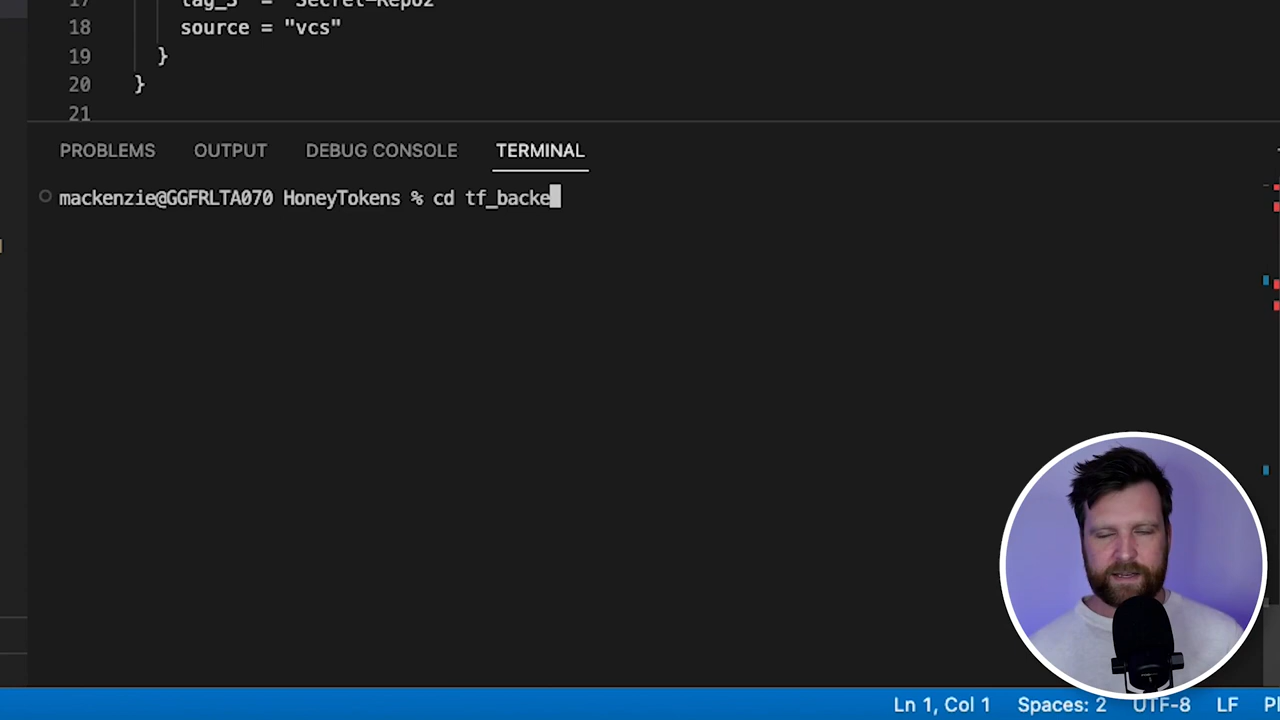 18 source = "vcs"
19 }
20 }
21
PROBLEMS OUTPUT DEBUG CONSOLE TERMINAL
mackenzie@GGFRLTA070 HoneyTokens % cd tf_backe
Ln 1, Col 1 Spaces: 2 UTF-8 LF